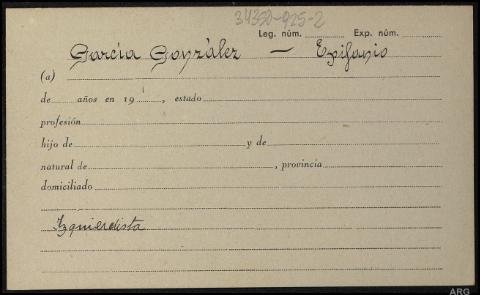 34350-925-2
Leg. núm. Exp. núm.
García González — Epifanio
(a)
de años en 19 , estado
profesión
hijo de y de
natural de , provincia
domiciliado
Izquierdista
ARG